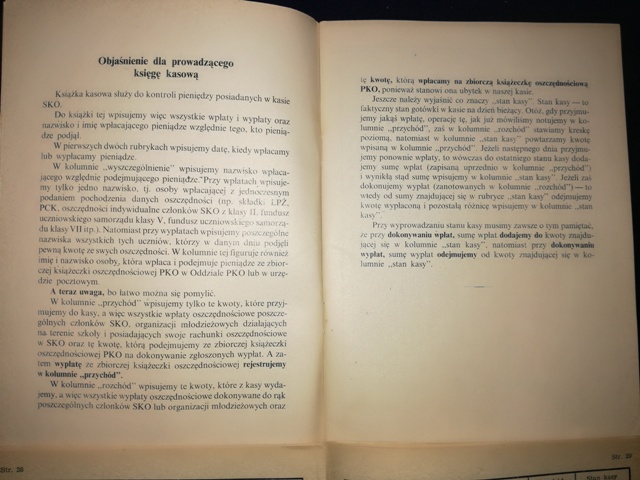 Objaśnienie dla prowadzącego
księgę kasową
Książka kasowa służy do kontroli pieniędzy posiadanych w kasie
SKO.
Do książki tej wpisujemy więc wszystkie wpłaty i wypłaty oraz
nazwisko i imię wpłacającego pieniądze względnie tego, kto pienią-
dze podjął.
W pierwszych dwóch rubrykach wpisujemy datę, kiedy wpłacamy
lub wypłacamy pieniądze.
W kolumnie „wyszczególnienie" wpisujemy nazwisko wpłaca-
jącego względnie podejmującego pieniądze. Przy wpłatach wpisuje-
my tylko jedno nazwisko, tj. osoby wpłacającej z jednoczesnym
podaniem pochodzenia danych oszczędności (np. składki LPŻ,
PCK, oszczędności indywidualne członków SKO z klasy II, fundusz
uczniowskiego samorządu klasy V, fundusz uczniowskiego samorzą-
du klasy VII itp.). Natomiast przy wypłatach wpisujemy poszczególne
nazwiska wszystkich tych uczniów, którzy w danym dniu podjęli
pewną kwotę ze swych oszczędności. W kolumnie tej figuruje również
imię i nazwisko osoby, która wpłaca i podejmuje pieniądze ze zbior-
czej książeczki oszczędnościowej PKO w Oddziale PKO lub w urzę-
dzie pocztowym.
A teraz uwaga, bo łatwo można się pomylić.
W kolumnie „przychód" wpisujemy tylko te kwoty, które przyj-
mujemy do kasy, a więc wszystkie wpłaty oszczędnościowe poszcze-
gólnych członków SKO, organizacji młodzieżowych działających
na terenie szkoły i posiadających swoje rachunki oszczędnościowe
w SKO oraz tę kwotę, którą podejmujemy ze zbiorczej książeczki
oszczędnościowej PKO na dokonywanie zgłoszonych wypłat. A za-
tem wypłatę ze zbiorczej książeczki oszczędnościowej rejestrujemy
w kolumnie „przychód".
W kolumnie „rozchód" wpisujemy te kwoty, które z kasy wyda-
jemy, a więc wszystkie wypłaty oszczędnościowe dokonywane do rąk
poszczególnych członków SKO lub organizacji młodzieżowych oraz
Str. 28
tę kwotę, którą wpłacamy na zbiorczą książeczkę oszczędnościową
PKO, ponieważ stanowi ona ubytek w naszej kasie.
Jeszcze należy wyjaśnić co znaczy „stan kasy". Stan kasy — to
faktyczny stan gotówki w kasie na dzień bieżący. Otóż, gdy przyjmu-
jemy jakąś wpłatę, operację tę, jak już mówiliśmy notujemy w ko-
lumnie „przychód", zaś w kolumnie „rozchód" stawiamy kreskę
poziomą, natomiast w kolumnie „stan kasy" powtarzamy kwotę
wpisaną w kolumnie „przychód". Jeżeli następnego dnia przyjmu-
jemy ponownie wpłaty, to wówczas do ostatniego stanu kasy doda-
jemy sumę wpłat (zapisaną uprzednio w kolumnie „przychód")
i wynikłą stąd sumę wpisujemy w kolumnie „stan kasy". Jeżeli zaś
dokonujemy wypłat (zanotowanych w kolumnie „rozchód") — to
wtedy od sumy znajdującej się w rubryce „stan kasy" odejmujemy
kwotę wypłaconą i pozostałą różnicę wpisujemy w kolumnie „stan
kasy".
Przy wyprowadzaniu stanu kasy musimy zawsze o tym pamiętać,
że przy dokonywaniu wpłat, sumę wpłat dodajemy do kwoty znajdu-
jącej się w kolumnie „stan kasy", natomiast przy dokonywaniu
wypłat, sumę wypłat odejmujemy od kwoty znajdującej się w ko-
lumnie „stan kasy".
Str. 29
Stan kasy